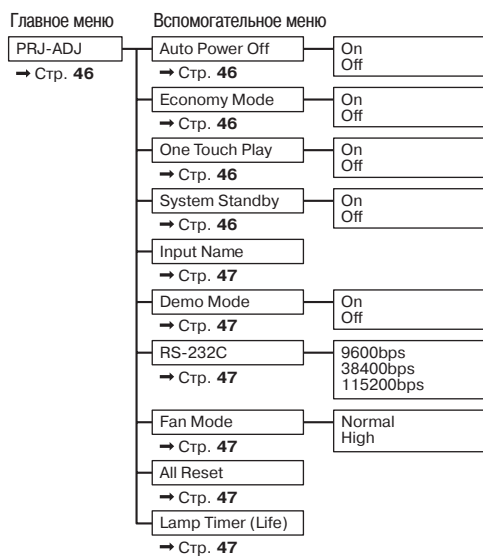 Главное меню
Вспомогательное меню
PRJ-ADJ
➞ Стр. 46
Auto Power Off
➞ Стр. 46
On
Off
Economy Mode
➞ Стр. 46
On
Off
One Touch Play
➞ Стр. 46
On
Off
System Standby
➞ Стр. 46
On
Off
Input Name
➞ Стр. 47
Demo Mode
➞ Стр. 47
On
Off
RS-232C
➞ Стр. 47
9600bps
38400bps
115200bps
Fan Mode
➞ Стр. 47
Normal
High
All Reset
➞ Стр. 47
Lamp Timer (Life)
➞ Стр. 47